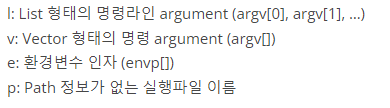 l: List 형태의 명령라인 argument (argv[0], argv[1], ...)
v: Vector 형태의 명령 argument (argv[])
e: 환경변수 인자 (envp[])
p: Path 정보가 없는 실행파일 이름